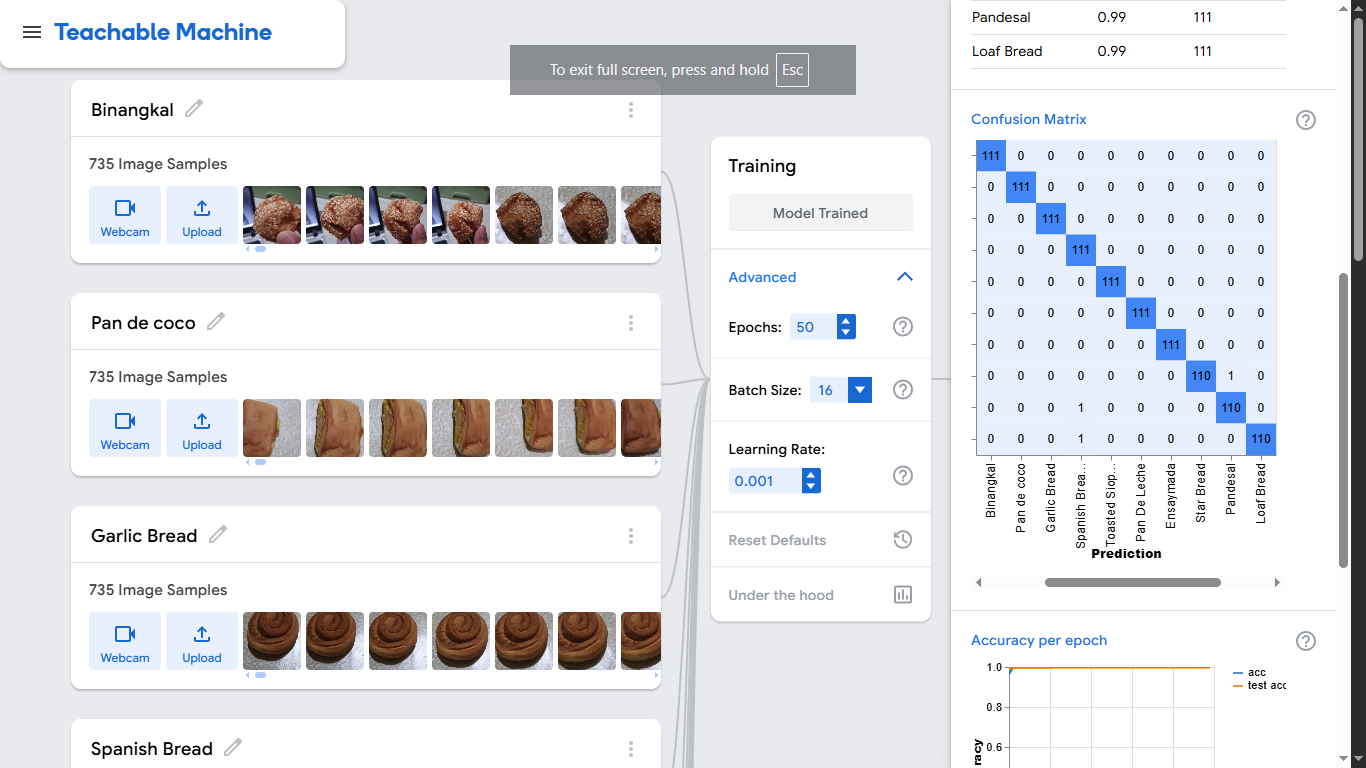 Teachable Machine
To exit full screen, press and hold Esc
Binangkal
735 Image Samples
Webcam
Upload
Pan de coco
735 Image Samples
Webcam
Upload
Garlic Bread
735 Image Samples
Webcam
Upload
Spanish Bread
Training
Model Trained
Advanced
Epochs: 50
Batch Size: 16
Learning Rate:
0.001
Reset Defaults
Under the hood
Pandesal 0.99 111
Loaf Bread 0.99 111
Confusion Matrix
111 0 0 0 0 0 0 0 0 0
0 111 0 0 0 0 0 0 0 0
0 0 111 0 0 0 0 0 0 0
0 0 0 111 0 0 0 0 0 0
0 0 0 0 111 0 0 0 0 0
0 0 0 0 0 111 0 0 0 0
0 0 0 0 0 0 111 0 0 0
0 0 0 0 0 0 0 110 1 0
0 0 0 1 0 0 0 0 110 0
0 0 0 1 0 0 0 0 0 110
Binangkal
Pan de coco
Garlic Bread
Spanish Brea...
Toasted Siop...
Pan De Leche
Ensaymada
Star Bread
Pandesal
Loaf Bread
Prediction
Accuracy per epoch
1.0
0.8
0.6
racy
acc
test acc